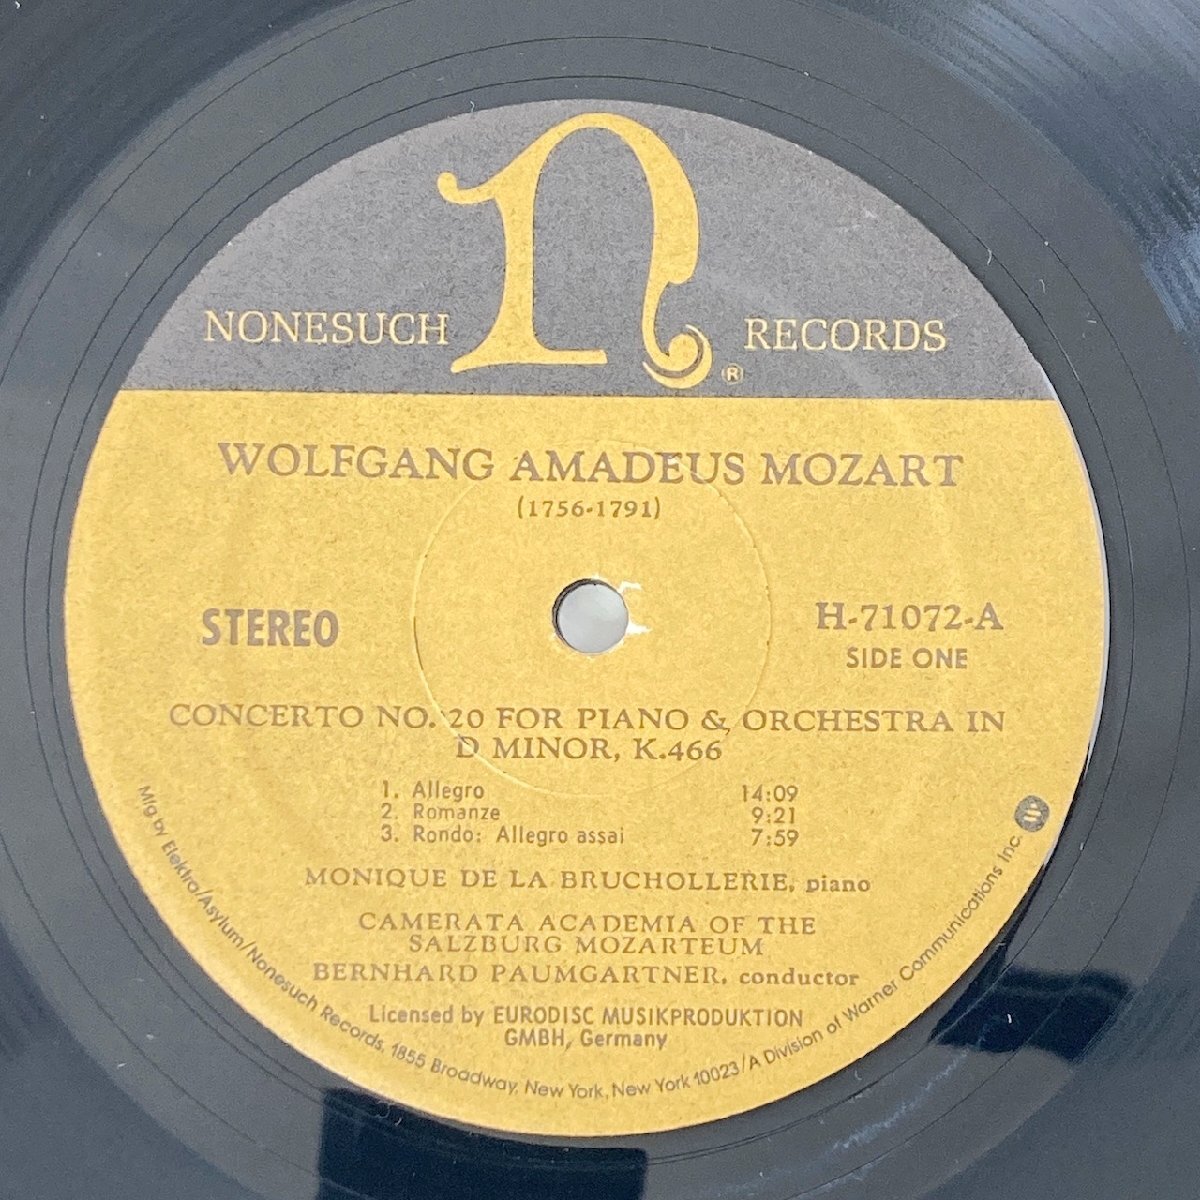 n
NONESUCH RECORDS ®
WOLFGANG AMADEUS MOZART
(1756-1791)
STEREO
H-71072-A
SIDE ONE
CONCERTO NO. 20 FOR PIANO & ORCHESTRA IN
D MINOR, K.466
1. Allegro 14:09
2. Romanze 9:21
3. Rondo: Allegro assai 7:59
MONIQUE DE LA BRUCHOLLERIE, piano
CAMERATA ACADEMIA OF THE
SALZBURG MOZARTEUM
BERNHARD PAUMGARTNER, conductor
Licensed by EURODISC MUSIKPRODUKTION
GMBH, Germany
Mfg by Elektra/Asylum/Nonesuch Records, 1855 Broadway, New York, New York 10023/A Division of Warner Communications Inc.